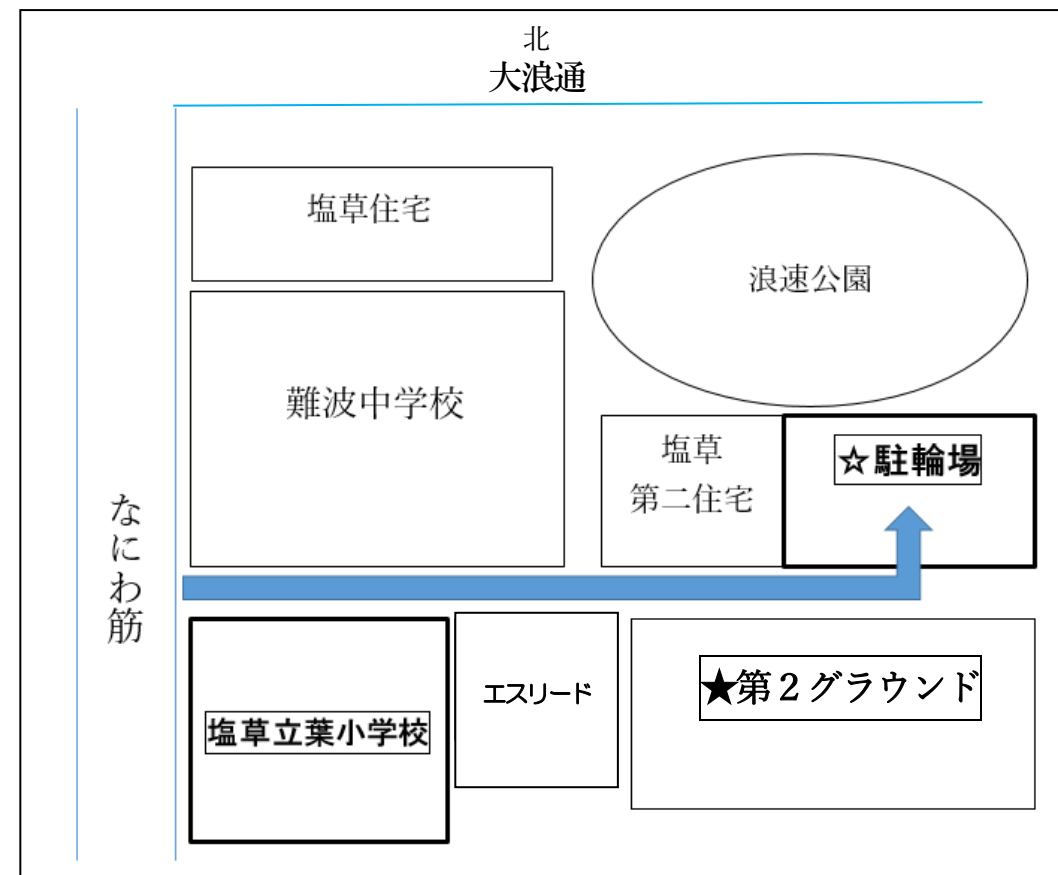 北
大浪通
塩草住宅
浪速公園
難波中学校
塩草
第二住宅
☆駐輪場
なにわ筋
エスリード
★第２グラウンド
塩草立葉小学校